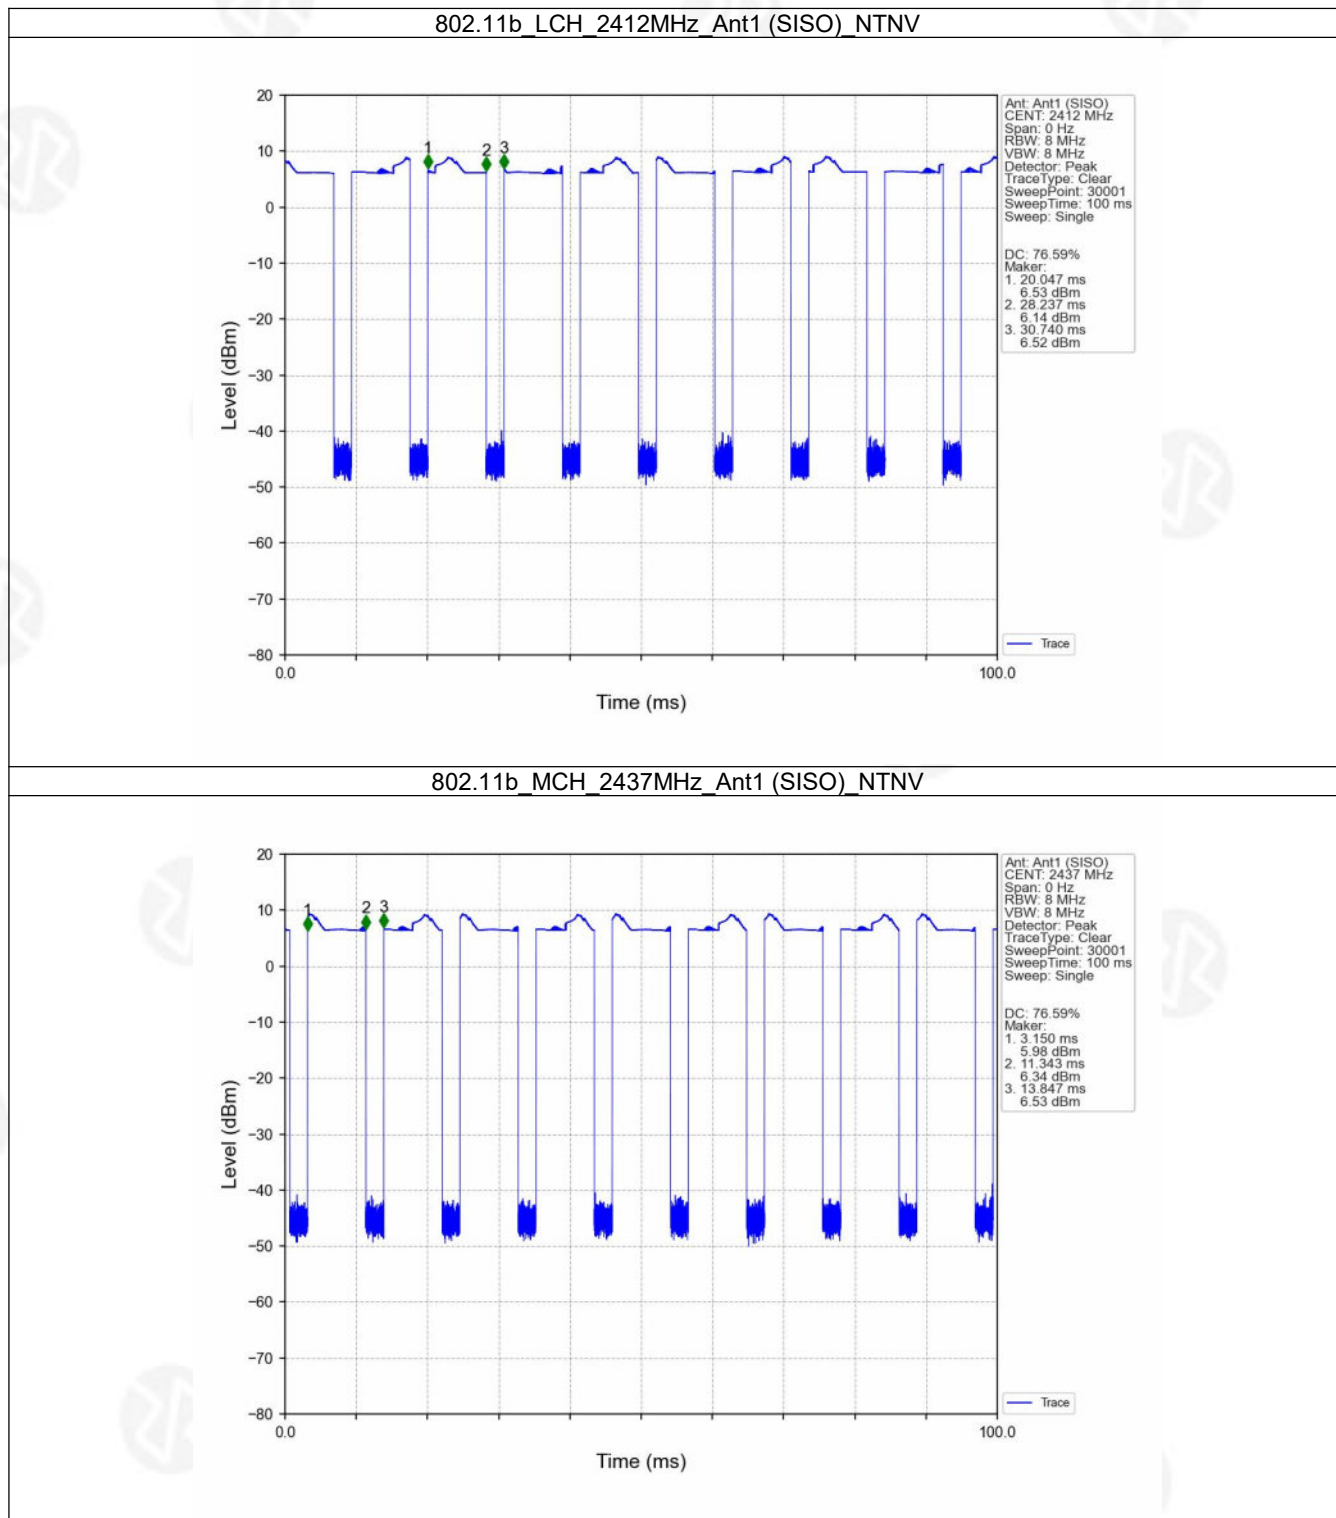 802.11b_LCH_2412MHz_Ant1 (SISO)_NTNV
20
10
0
−10
−20
−30
−40
−50
−60
−70
−80
Level (dBm)
1
2
3
0.0
100.0
Time (ms)
Ant: Ant1 (SISO)
CENT: 2412 MHz
Span: 0 Hz
RBW: 8 MHz
VBW: 8 MHz
Detector: Peak
TraceType: Clear
SweepPoint: 30001
SweepTime: 100 ms
Sweep: Single
DC: 76.59%
Maker:
1. 20.047 ms
6.53 dBm
2. 28.237 ms
6.14 dBm
3. 30.740 ms
6.52 dBm
Trace
802.11b_MCH_2437MHz_Ant1 (SISO)_NTNV
20
10
0
−10
−20
−30
−40
−50
−60
−70
−80
Level (dBm)
1
2
3
0.0
100.0
Time (ms)
Ant: Ant1 (SISO)
CENT: 2437 MHz
Span: 0 Hz
RBW: 8 MHz
VBW: 8 MHz
Detector: Peak
TraceType: Clear
SweepPoint: 30001
SweepTime: 100 ms
Sweep: Single
DC: 76.59%
Maker:
1. 3.150 ms
5.98 dBm
2. 11.343 ms
6.34 dBm
3. 13.847 ms
6.53 dBm
Trace